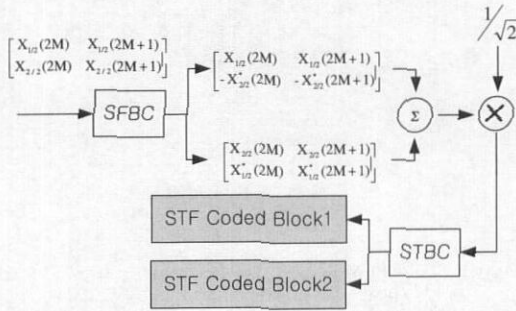 1/√2
[X₁/₂(2M) X₁/₂(2M+1)]
[X₂/₂(2M) X₂/₂(2M+1)]
SFBC
[X₁/₂(2M) X₁/₂(2M+1)]
[-X*₂/₂(2M) -X*₂/₂(2M+1)]
Σ
×
[X₂/₂(2M) X₂/₂(2M+1)]
[X*₁/₂(2M) X*₁/₂(2M+1)]
STF Coded Block1
STBC
STF Coded Block2